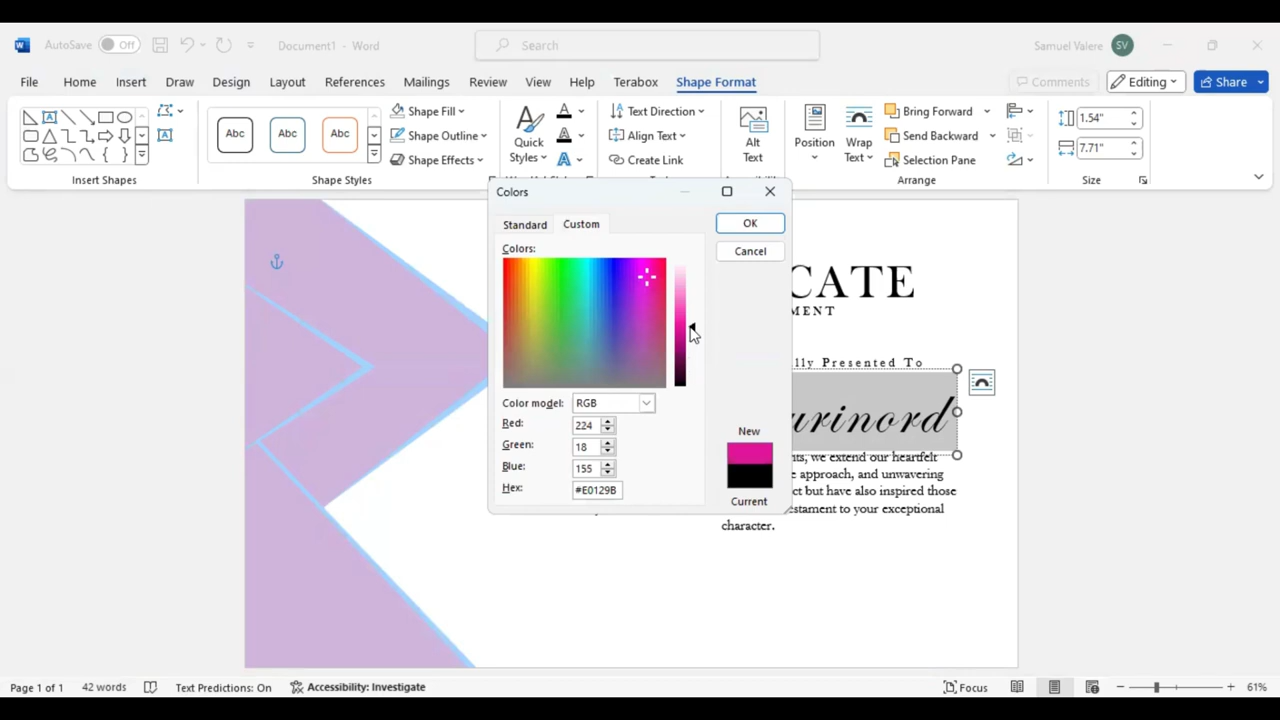 AutoSave Off Document1 - Word Search Samuel Valere SV
File Home Insert Draw Design Layout References Mailings Review View Help Terabox Shape Format Comments Editing Share
Shape Fill Text Direction Bring Forward 1.54"
Abc Abc Abc Shape Outline Quick Styles Align Text Alt Text Position Wrap Text Send Backward 7.71"
Shape Effects Create Link Selection Pane
Insert Shapes Shape Styles Arrange Size
Colors
Standard Custom OK
Colors: Cancel
CATE
MENT
lly Presented To
urinord
Color model: RGB
Red: 224
New
Green: 18
Blue: 155
Hex: #E0129B
Current
ts, we extend our heartfelt
e approach, and unwavering
ct but have also inspired those
estament to your exceptional
character.
Page 1 of 1 42 words Text Predictions: On Accessibility: Investigate Focus 61%